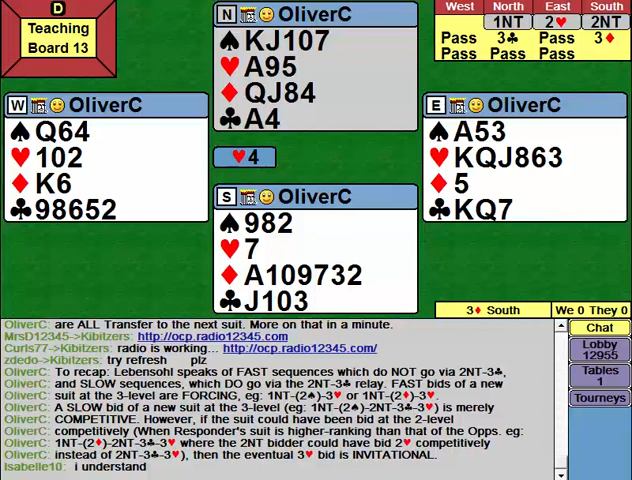 D
Teaching
Board 13
N OliverC
♠ KJ107
♥ A95
♦ QJ84
♣ A4
West North East South
1NT 2♥ 2NT
Pass 3♣ Pass 3♦
Pass Pass Pass
W OliverC
♠ Q64
♥ 102
♦ K6
♣ 98652
♥4
E OliverC
♠ A53
♥ KQJ863
♦ 5
♣ KQ7
S OliverC
♠ 982
♥ 7
♦ A109732
♣ J103
3♦ South We 0 They 0
OliverC: are ALL Transfer to the next suit. More on that in a minute.
MrsD12345->Kibitzers: http://ocp.radio12345.com
Curls77->Kibitzers: radio is working... http://ocp.radio12345.com/
zdedo->Kibitzers: try refresh plz
OliverC: To recap: Lebensohl speaks of FAST sequences which do NOT go via 2NT-3♣,
OliverC: and SLOW sequences, which DO go via the 2NT-3♣ relay. FAST bids of a new
OliverC: suit at the 3-level are FORCING, eg: 1NT-(2♠)-3♥ or 1NT-(2♦)-3♥.
OliverC: A SLOW bid of a new suit at the 3-level (eg: 1NT-(2♠)-2NT-3♣-3♥) is merely
OliverC: COMPETITIVE. However, if the suit could have been bid at the 2-level
OliverC: competitively (When Responder's suit is higher-ranking than that of the Opps. eg:
OliverC: 1NT-(2♦)-2NT-3♣-3♥ where the 2NT bidder could have bid 2♥ competitively
OliverC: instead of 2NT-3♣-3♥), then the eventual 3♥ bid is INVITATIONAL.
Isabelle10: i understand
Chat
Lobby
12955
Tables
1
Tourneys